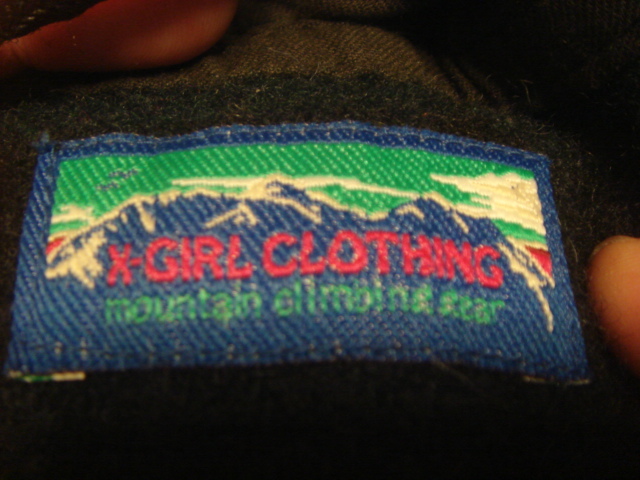 X-GIRL CLOTHING
mountain climbing gear